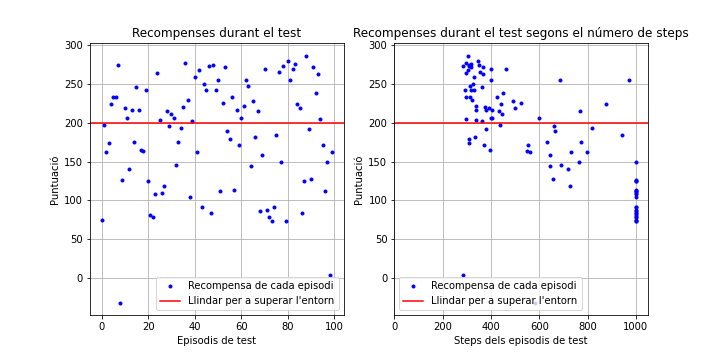 Recompenses durant el test
Recompenses durant el test segons el número de steps
300
250
200
150
100
50
0
Puntuació
0
20
40
60
80
100
Episodis de test
Recompensa de cada episodi
Llindar per a superar l'entorn
300
250
200
150
100
50
0
Puntuació
0
200
400
600
800
1000
Steps dels episodis de test
Recompensa de cada episodi
Llindar per a superar l'entorn